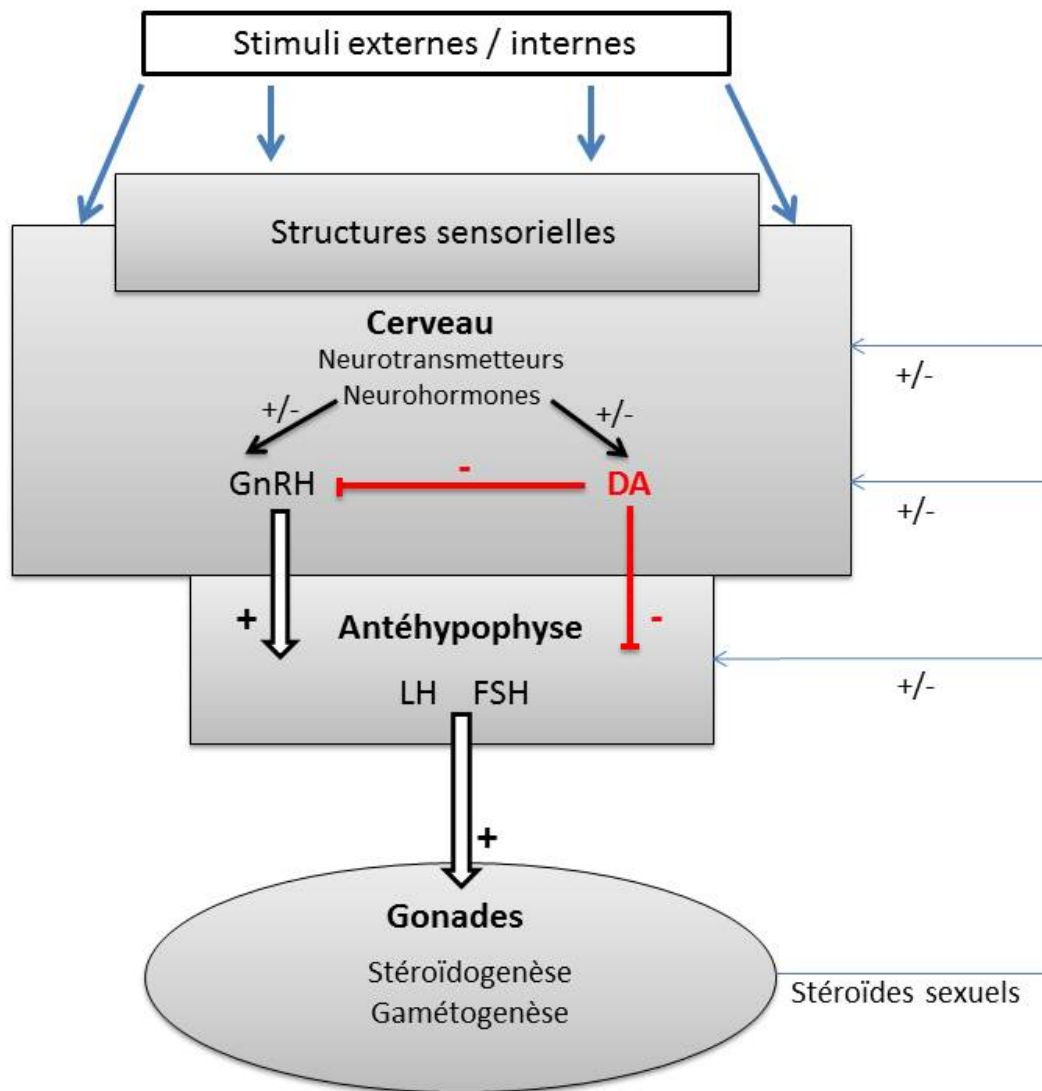 Stimuli externes / internes
Structures sensorielles
Cerveau
Neurotransmetteurs
Neurohormones
+/-
+/-
+/-
GnRH
-
DA
+/-
+
Antéhypophyse
-
LH FSH
+/-
+
Gonades
Stéroïdogenèse
Gamétogenèse
Stéroïdes sexuels